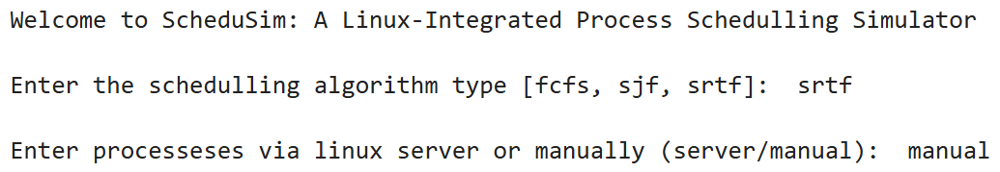 Welcome to ScheduSim: A Linux-Integrated Process Schedulling Simulator
Enter the schedulling algorithm type [fcfs, sjf, srtf]:  srtf
Enter processeses via linux server or manually (server/manual):  manual